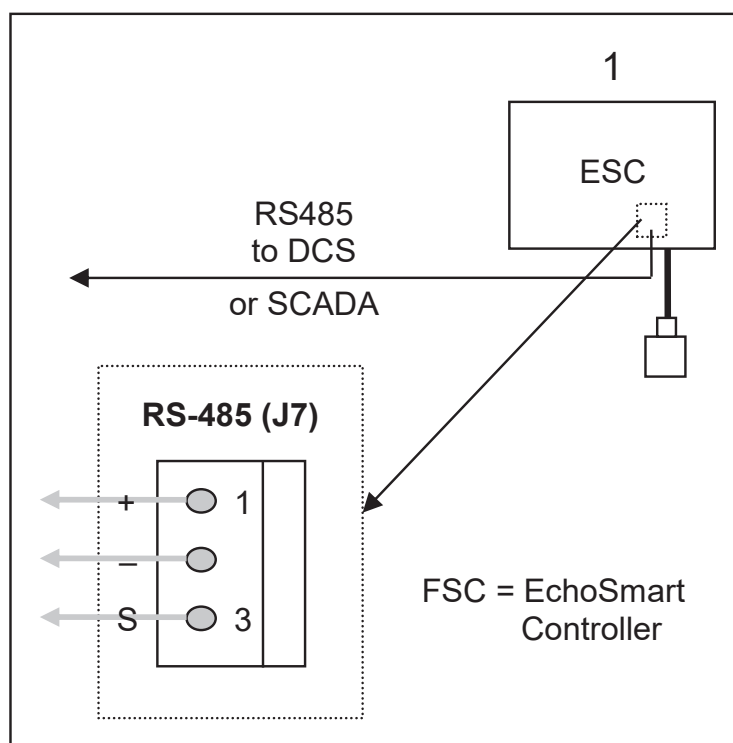 1
ESC
RS485
to DCS
or SCADA
RS-485 (J7)
+ 1
–
S 3
FSC = EchoSmart
Controller